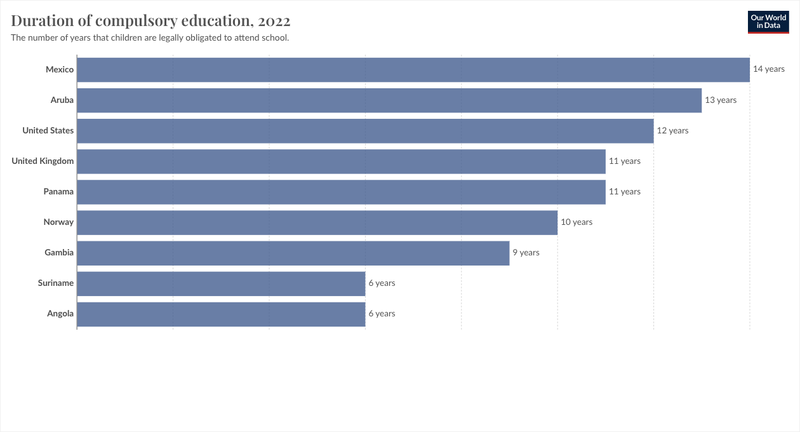 Duration of compulsory education, 2022
The number of years that children are legally obligated to attend school.
Our World
in Data
Mexico 14 years
Aruba 13 years
United States 12 years
United Kingdom 11 years
Panama 11 years
Norway 10 years
Gambia 9 years
Suriname 6 years
Angola 6 years